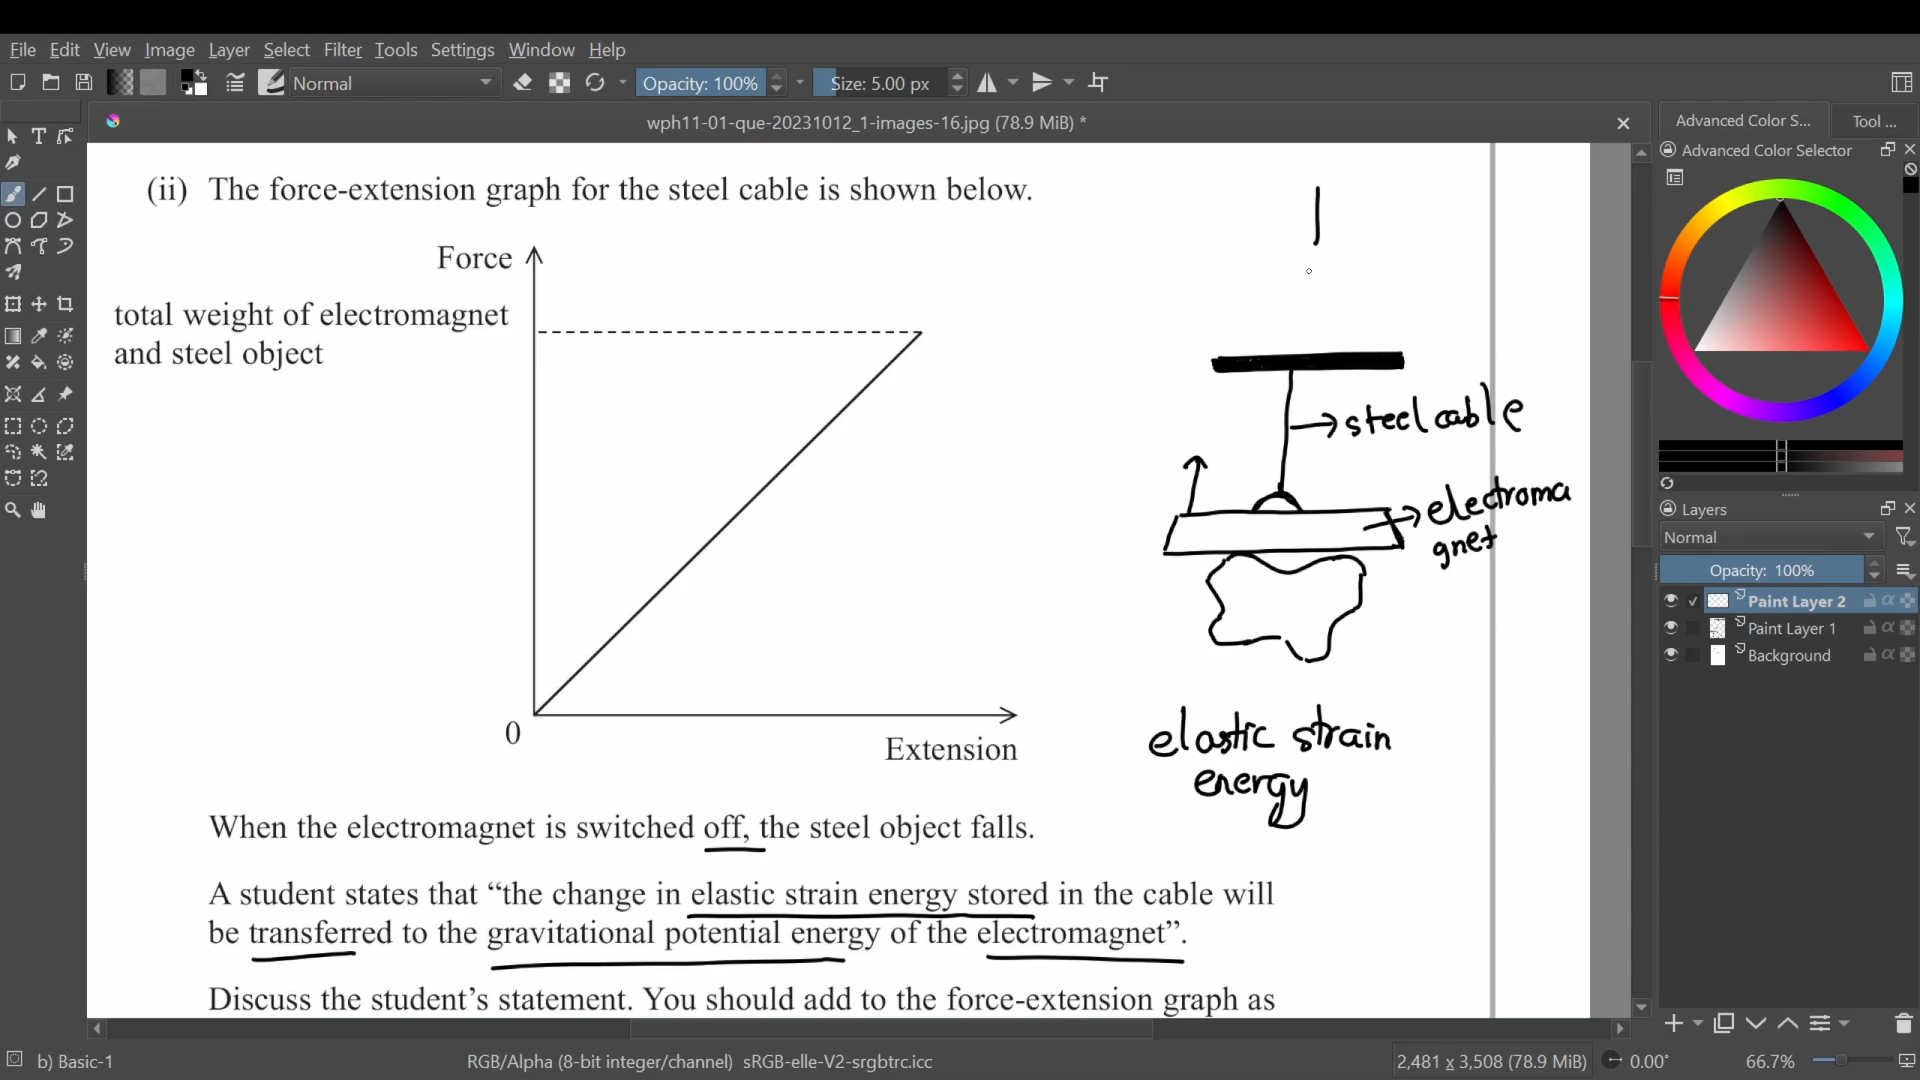 File Edit View Image Layer Select Filter Tools Settings Window Help
Normal
Opacity: 100%
Size: 5.00 px
wph11-01-que-20231012_1-images-16.jpg (78.9 MiB) *
Advanced Color S...
Tool ...
Advanced Color Selector
(ii) The force-extension graph for the steel cable is shown below.
Force
total weight of electromagnet
and steel object
0
Extension
steel cable
electroma
gnet
elastic strain
energy
When the electromagnet is switched off, the steel object falls.
A student states that “the change in elastic strain energy stored in the cable will
be transferred to the gravitational potential energy of the electromagnet”.
Discuss the student’s statement. You should add to the force-extension graph as
Layers
Normal
Opacity: 100%
Paint Layer 2
Paint Layer 1
Background
b) Basic-1
RGB/Alpha (8-bit integer/channel) sRGB-elle-V2-srgbtrc.icc
2,481 x 3,508 (78.9 MiB)
0.00°
66.7%